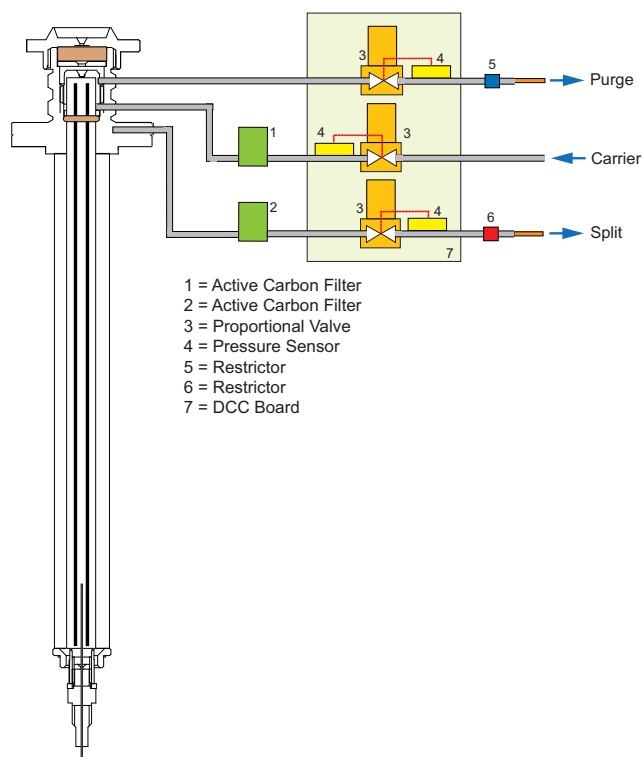 3 4 5
Purge
1 4 3
Carrier
2 3 4 6
Split
7
1 = Active Carbon Filter
2 = Active Carbon Filter
3 = Proportional Valve
4 = Pressure Sensor
5 = Restrictor
6 = Restrictor
7 = DCC Board